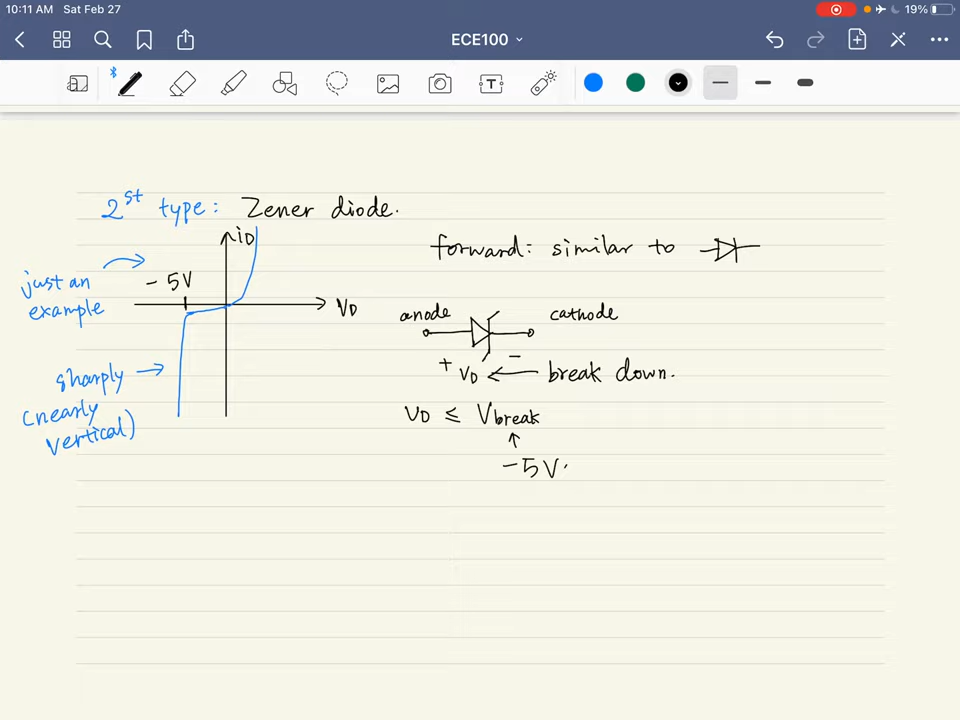 10:11 AM Sat Feb 27
19%
ECE100
2st type: Zener diode.
iD
forward: similar to
just an
example
- 5V
VD
anode
cathode
+ VD -
break down.
sharply
(nearly
vertical)
VD ≤ Vbreak
-5V.